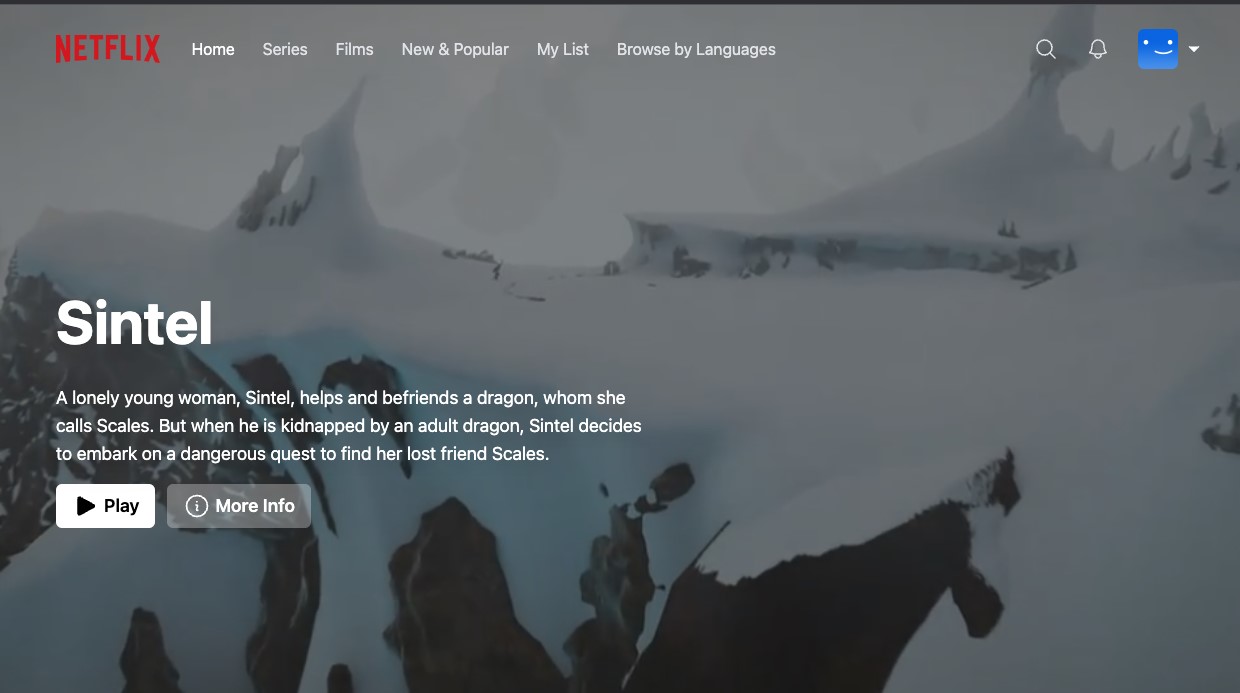 NETFLIX Home Series Films New & Popular My List Browse by Languages
Sintel
A lonely young woman, Sintel, helps and befriends a dragon, whom she
calls Scales. But when he is kidnapped by an adult dragon, Sintel decides
to embark on a dangerous quest to find her lost friend Scales.
Play More Info